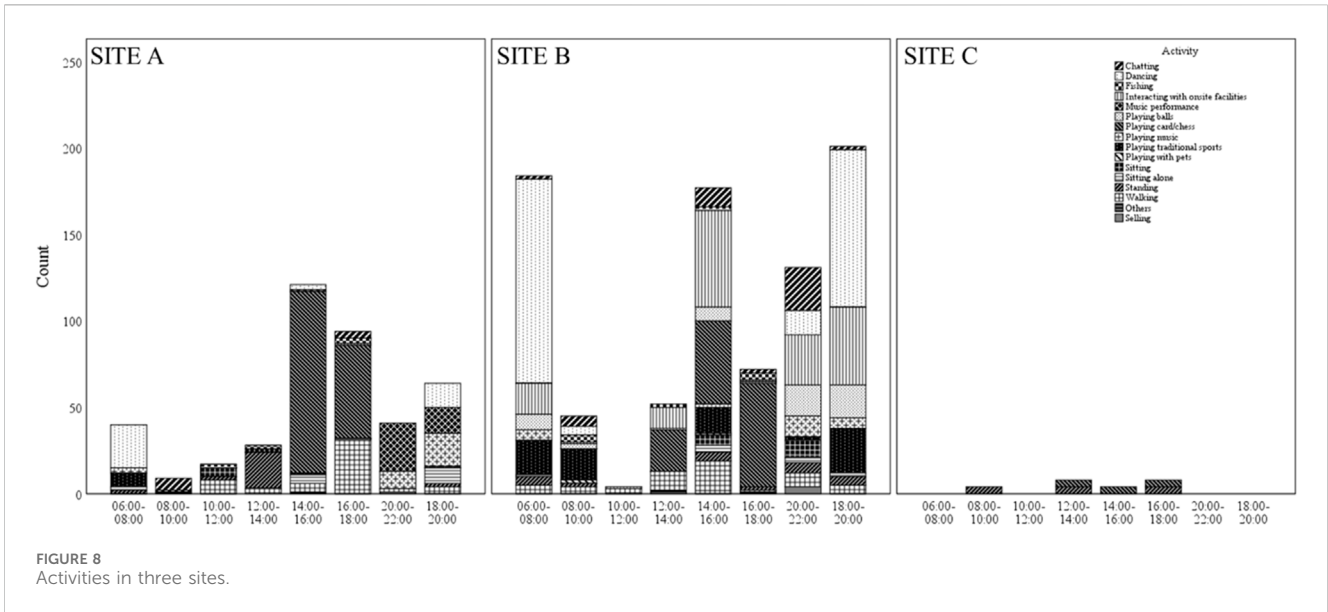 SITE A
SITE B
SITE C
Activity
Chatting
Dancing
Fishing
Interacting with onsite facilities
Music performance
Playing balls
Playing card/chess
Playing music
Playing traditional sports
Playing with pets
Sitting
Sitting alone
Standing
Walking
Others
Selling
Count
250
200
150
100
50
0
06:00-
08:00
08:00-
10:00
10:00-
12:00
12:00-
14:00
14:00-
16:00
16:00-
18:00
20:00-
22:00
18:00-
20:00
06:00-
08:00
08:00-
10:00
10:00-
12:00
12:00-
14:00
14:00-
16:00
16:00-
18:00
20:00-
22:00
18:00-
20:00
06:00-
08:00
08:00-
10:00
10:00-
12:00
12:00-
14:00
14:00-
16:00
16:00-
18:00
20:00-
22:00
18:00-
20:00
FIGURE 8
Activities in three sites.